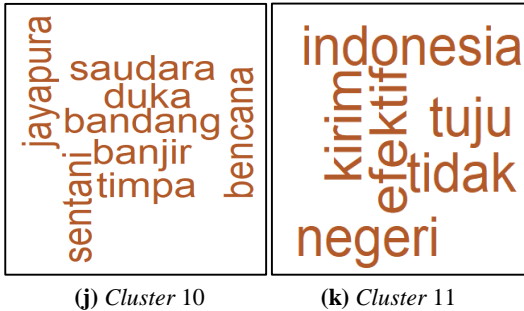 jayapura
saudara
duka
bandang
banjir
timpa
sentani
bencana
indonesia
kirim
efektif
tuju
tidak
negeri
(j) Cluster 10
(k) Cluster 11